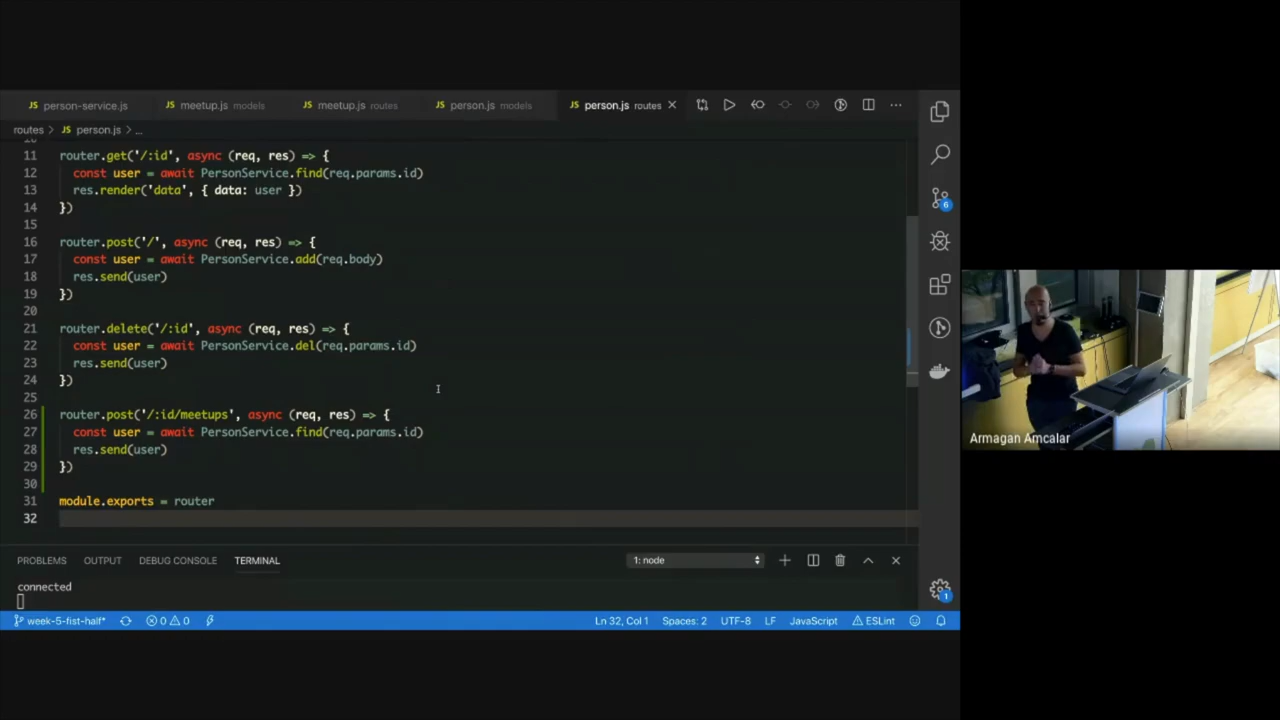 JS person-service.js JS meetup.js models JS meetup.js routes JS person.js models JS person.js routes
routes > JS person.js > ...
11 router.get('/:id', async (req, res) => {
12 const user = await PersonService.find(req.params.id)
13 res.render('data', { data: user })
14 })
15
16 router.post('/', async (req, res) => {
17 const user = await PersonService.add(req.body)
18 res.send(user)
19 })
20
21 router.delete('/:id', async (req, res) => {
22 const user = await PersonService.del(req.params.id)
23 res.send(user)
24 })
25
26 router.post('/:id/meetups', async (req, res) => {
27 const user = await PersonService.find(req.params.id)
28 res.send(user)
29 })
30
31 module.exports = router
32
6
Armagan Amcalar
PROBLEMS OUTPUT DEBUG CONSOLE TERMINAL 1: node
connected
1
week-5-fist-half* 0 0 Ln 32, Col 1 Spaces: 2 UTF-8 LF JavaScript ESLint